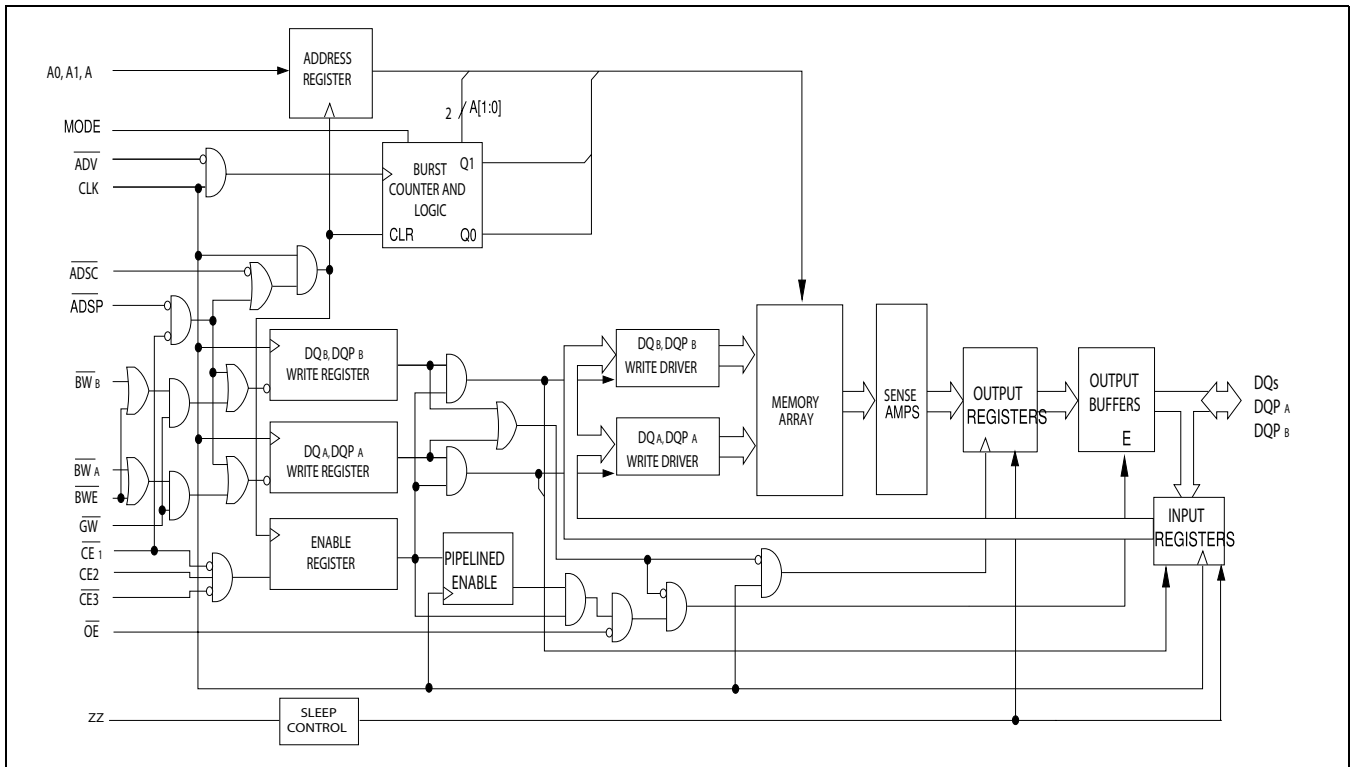 A0, A1, A
ADDRESS
REGISTER
2
A[1:0]
MODE
ADV
CLK
BURST
COUNTER AND
LOGIC
Q1
CLR
Q0
ADSC
ADSP
DQ B, DQP B
WRITE REGISTER
BW B
DQ B, DQP B
WRITE DRIVER
MEMORY
ARRAY
SENSE
AMPS
OUTPUT
REGISTERS
OUTPUT
BUFFERS
E
DQs
DQP A
DQP B
DQ A, DQP A
WRITE REGISTER
DQ A, DQP A
WRITE DRIVER
BW A
BWE
GW
CE 1
CE2
CE3
OE
ENABLE
REGISTER
PIPELINED
ENABLE
INPUT
REGISTERS
ZZ
SLEEP
CONTROL